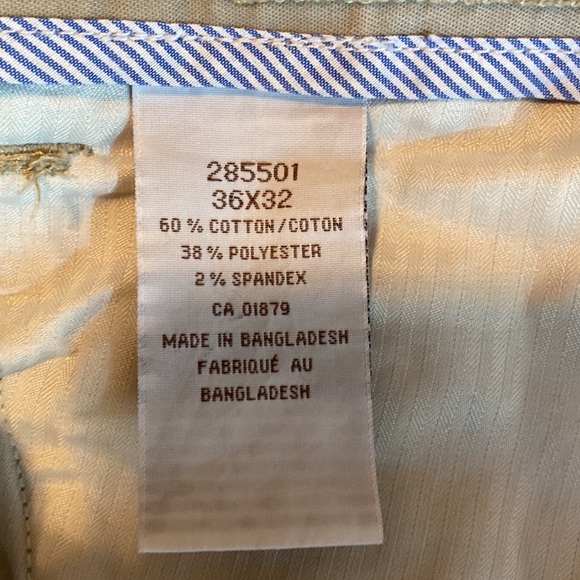 285501
36X32
60 % COTTON/COTON
38 % POLYESTER
2 % SPANDEX
CA 01879
MADE IN BANGLADESH
FABRIQUÉ AU
BANGLADESH